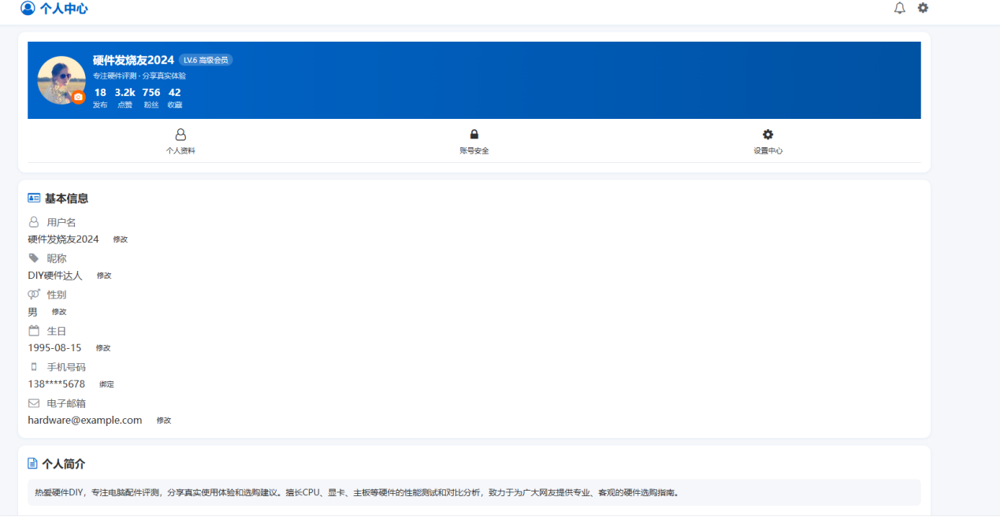 个人中心
硬件发烧友2024 LV.6 高级会员
专注硬件评测 · 分享真实体验
18 3.2k 756 42
发布 点赞 粉丝 收藏
个人资料 账号安全 设置中心
基本信息
用户名
硬件发烧友2024 修改
昵称
DIY硬件达人 修改
性别
男 修改
生日
1995-08-15 修改
手机号码
138****5678 绑定
电子邮箱
hardware@example.com 修改
个人简介
热爱硬件DIY，专注电脑配件评测，分享真实使用体验和选购建议。擅长CPU、显卡、主板等硬件的性能测试和对比分析，致力于为广大网友提供专业、客观的硬件选购指南。